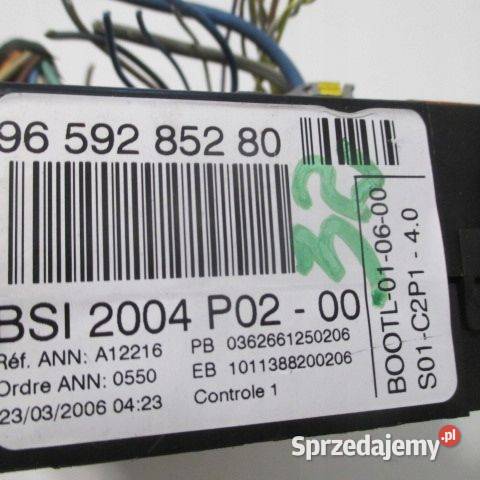 96 592 852 80
32
BSI 2004 P02 - 00
Réf. ANN: A12216
PB 0362661250206
Ordre ANN: 0550
EB 1011388200206
23/03/2006 04:23
Controle 1
BOOTL-01-06-00
S01-C2P1 - 4.0
Sprzedajemy.pl